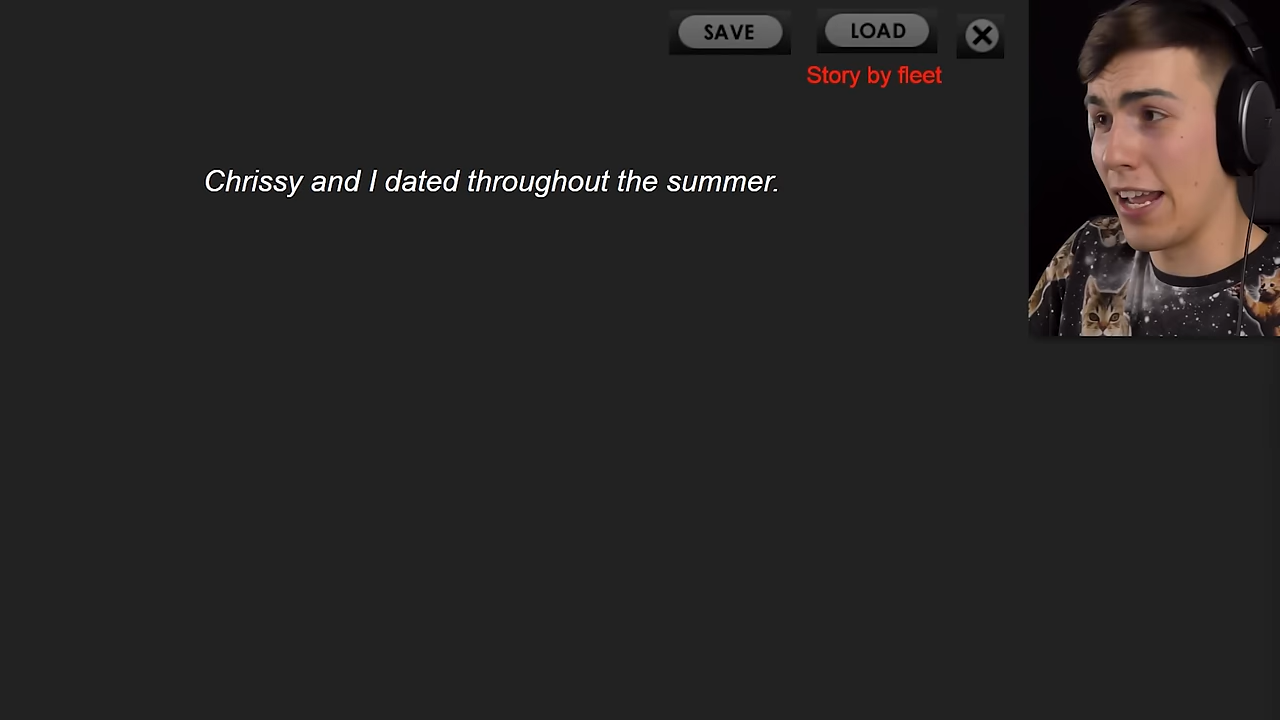 SAVE LOAD
Story by fleet
Chrissy and I dated throughout the summer.